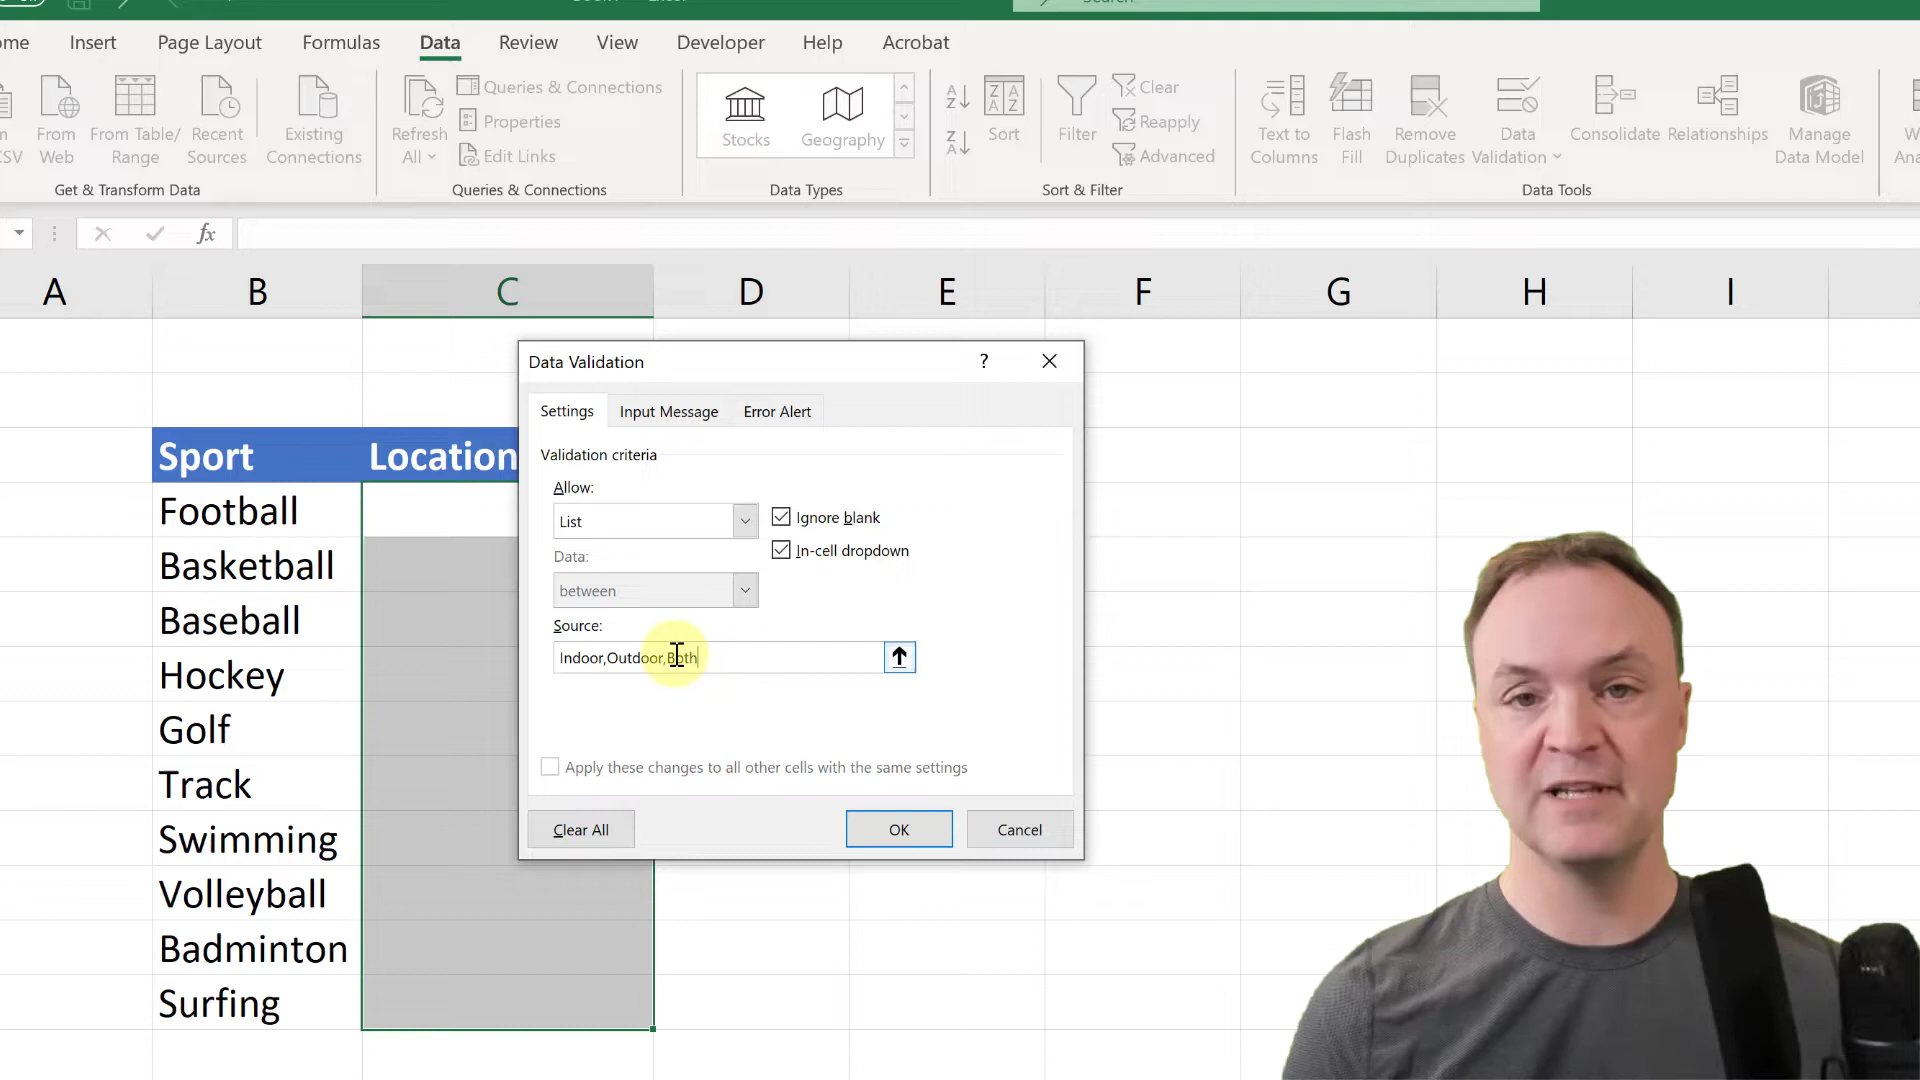 Insert Page Layout Formulas Data Review View Developer Help Acrobat
From Web
From Table/ Range
Recent Sources
Existing Connections
Refresh All
Queries & Connections
Properties
Edit Links
Stocks
Geography
Sort
Filter
Clear
Reapply
Advanced
Text to Columns
Flash Fill
Remove Duplicates
Data Validation
Consolidate
Relationships
Manage Data Model
Get & Transform Data
Queries & Connections
Data Types
Sort & Filter
Data Tools
fx
A B C D E F G H I
Sport Location
Football
Basketball
Baseball
Hockey
Golf
Track
Swimming
Volleyball
Badminton
Surfing
Data Validation ?
Settings Input Message Error Alert
Validation criteria
Allow:
List
Ignore blank
In-cell dropdown
Data:
between
Source:
Indoor,Outdoor,Both
Apply these changes to all other cells with the same settings
Clear All OK Cancel